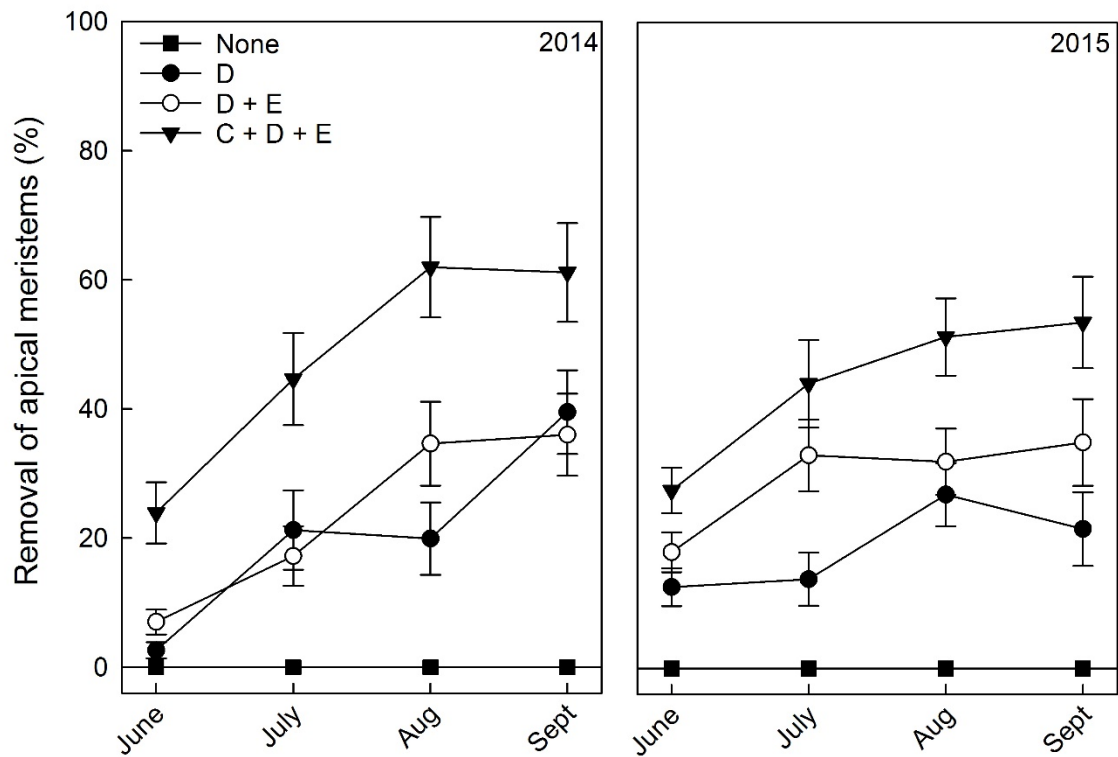 Removal of apical meristems (%)
100
80
60
40
20
0
None
D
D + E
C + D + E
2014
June
July
Aug
Sept
2015
June
July
Aug
Sept